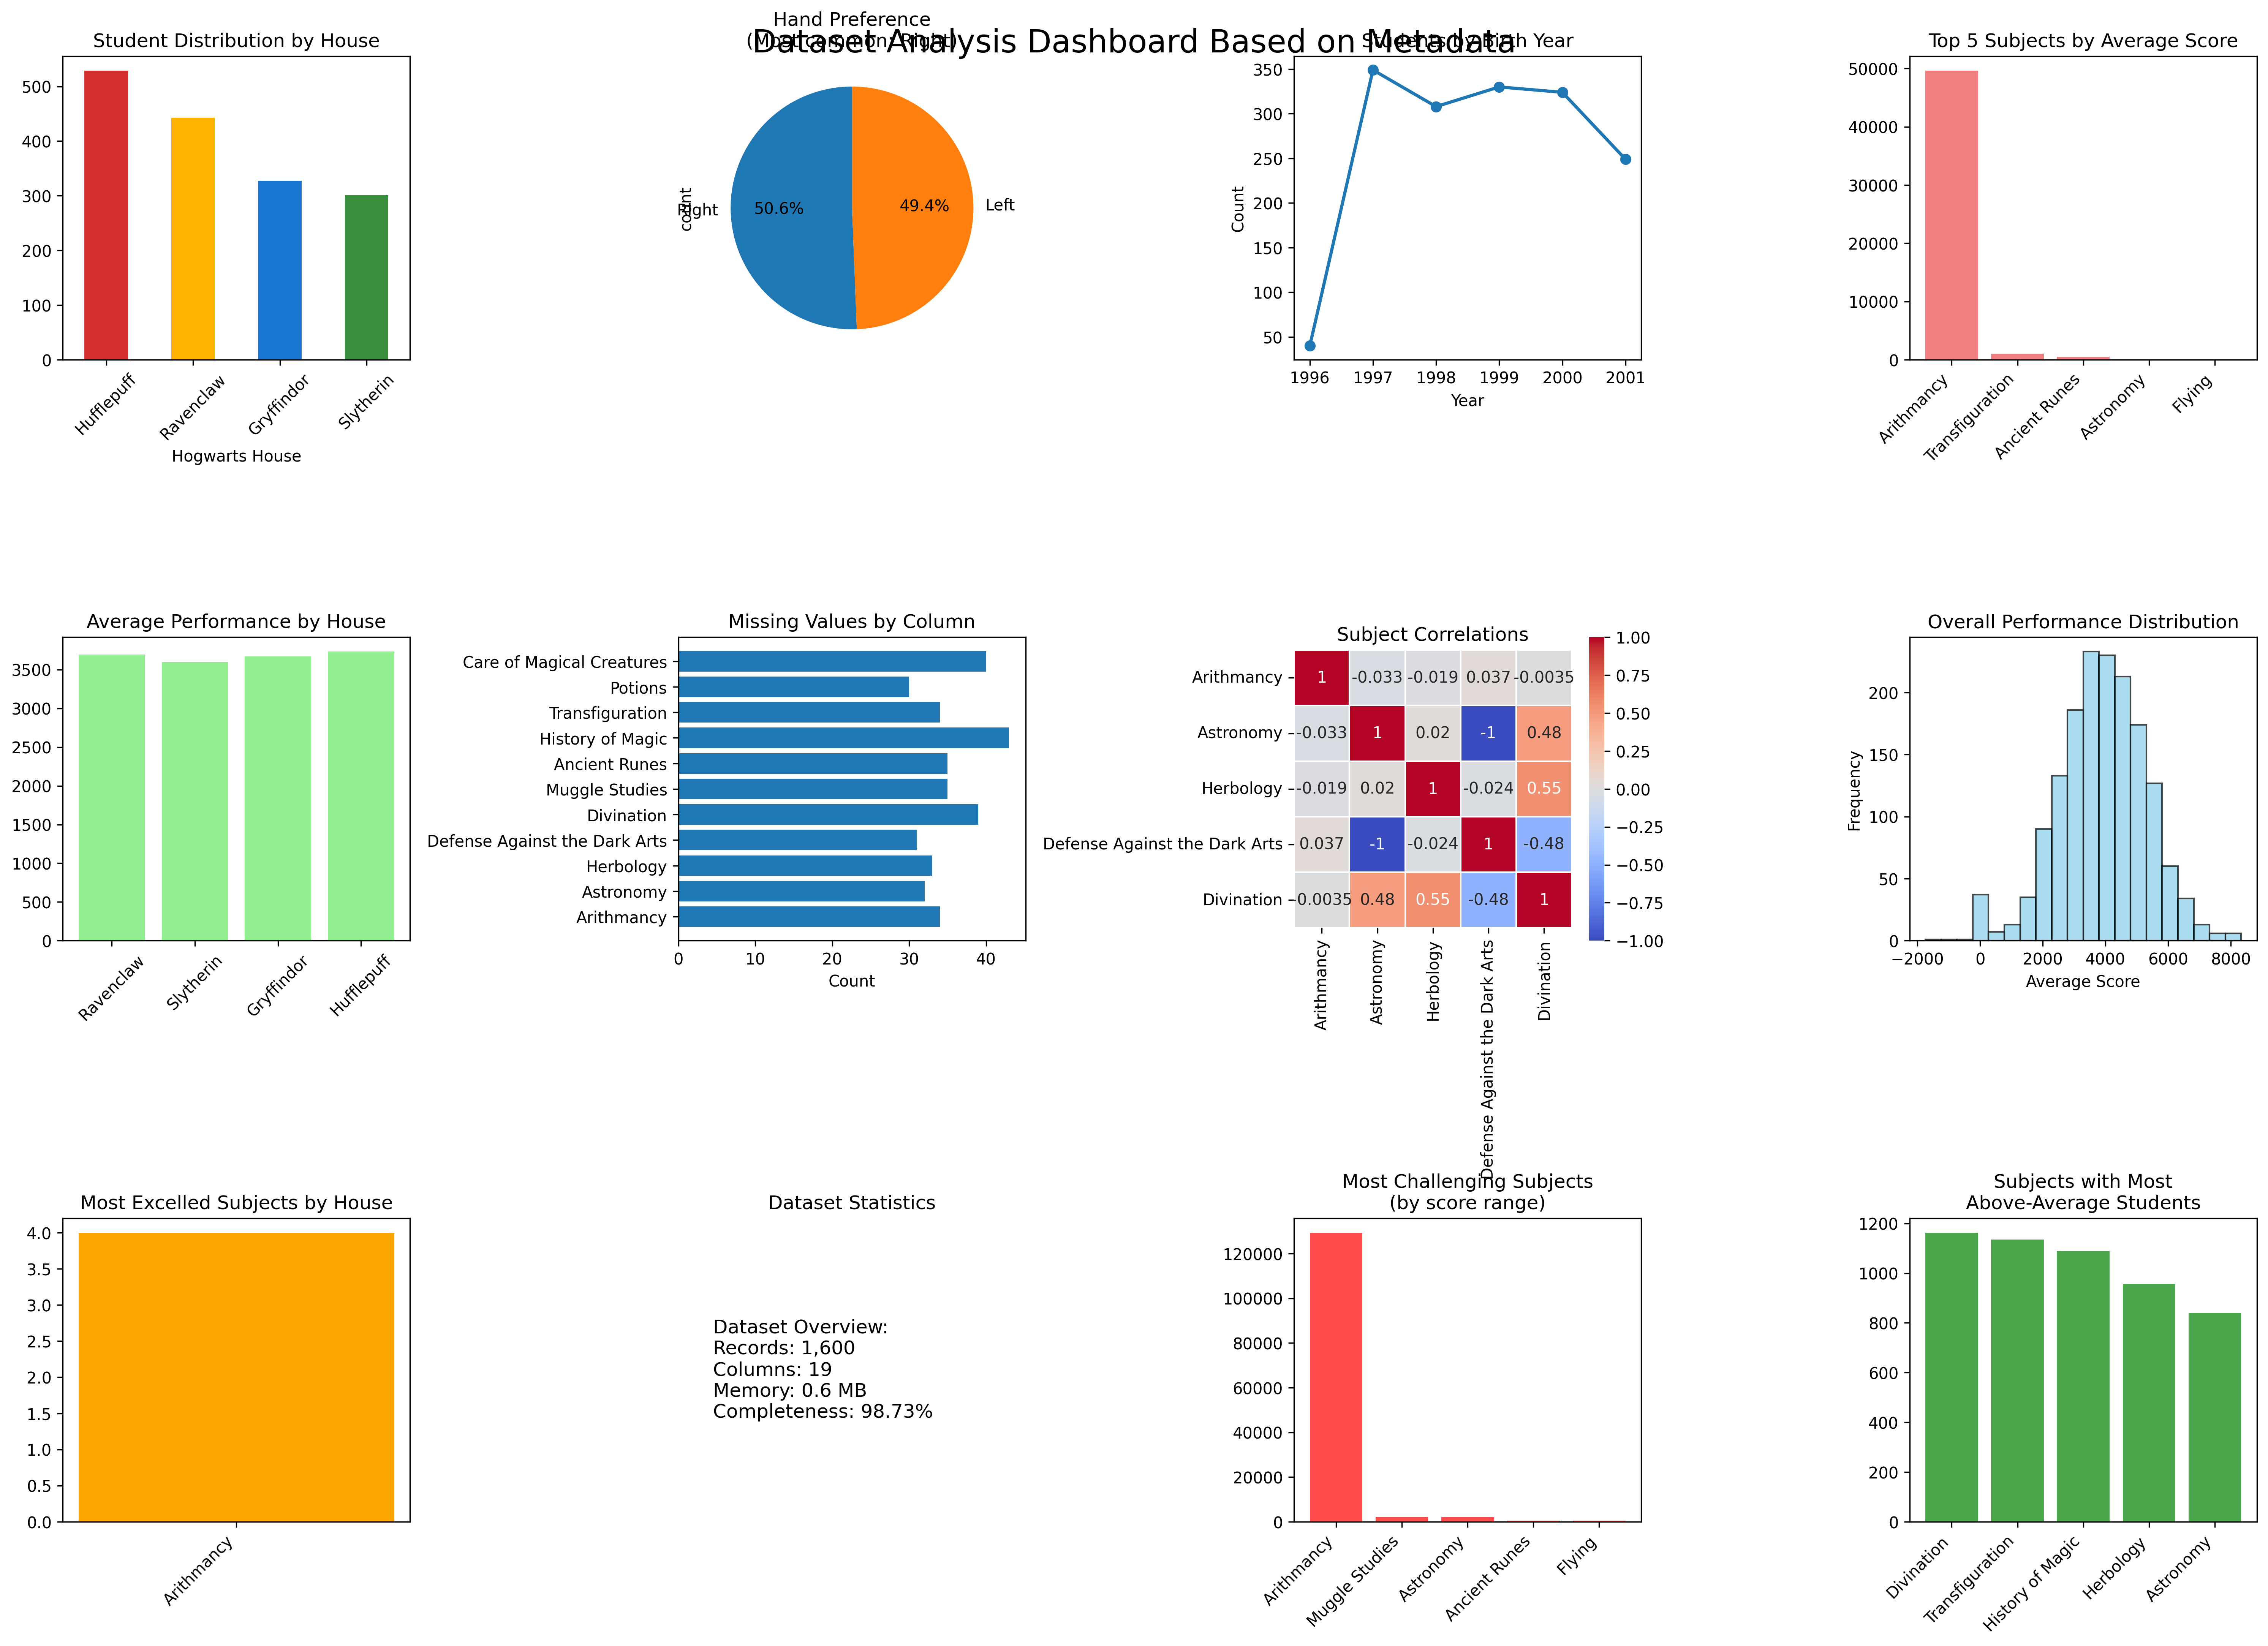 Dataset Analysis Dashboard Based on Metadata
Student Distribution by House
500
400
300
200
100
0
Hufflepuff
Ravenclaw
Gryffindor
Slytherin
Hogwarts House
Hand Preference
(Most common: Right)
count
Right
50.6%
49.4%
Left
Students by Birth Year
Count
350
300
250
200
150
100
50
1996
1997
1998
1999
2000
2001
Year
Top 5 Subjects by Average Score
50000
40000
30000
20000
10000
0
Arithmancy
Transfiguration
Ancient Runes
Astronomy
Flying
Average Performance by House
3500
3000
2500
2000
1500
1000
500
0
Ravenclaw
Slytherin
Gryffindor
Hufflepuff
Missing Values by Column
Care of Magical Creatures
Potions
Transfiguration
History of Magic
Ancient Runes
Muggle Studies
Divination
Defense Against the Dark Arts
Herbology
Astronomy
Arithmancy
0
10
20
30
40
Count
Subject Correlations
Arithmancy 1 -0.033 -0.019 0.037 -0.0035
Astronomy -0.033 1 0.02 -1 0.48
Herbology -0.019 0.02 1 -0.024 0.55
Defense Against the Dark Arts 0.037 -1 -0.024 1 -0.48
Divination -0.0035 0.48 0.55 -0.48 1
Arithmancy
Astronomy
Herbology
Defense Against the Dark Arts
Divination
1.00
0.75
0.50
0.25
0.00
−0.25
−0.50
−0.75
−1.00
Overall Performance Distribution
Frequency
200
150
100
50
0
−2000
0
2000
4000
6000
8000
Average Score
Most Excelled Subjects by House
4.0
3.5
3.0
2.5
2.0
1.5
1.0
0.5
0.0
Arithmancy
Dataset Statistics
Dataset Overview:
Records: 1,600
Columns: 19
Memory: 0.6 MB
Completeness: 98.73%
Most Challenging Subjects
(by score range)
120000
100000
80000
60000
40000
20000
0
Arithmancy
Muggle Studies
Astronomy
Ancient Runes
Flying
Subjects with Most
Above-Average Students
1200
1000
800
600
400
200
0
Divination
Transfiguration
History of Magic
Herbology
Astronomy